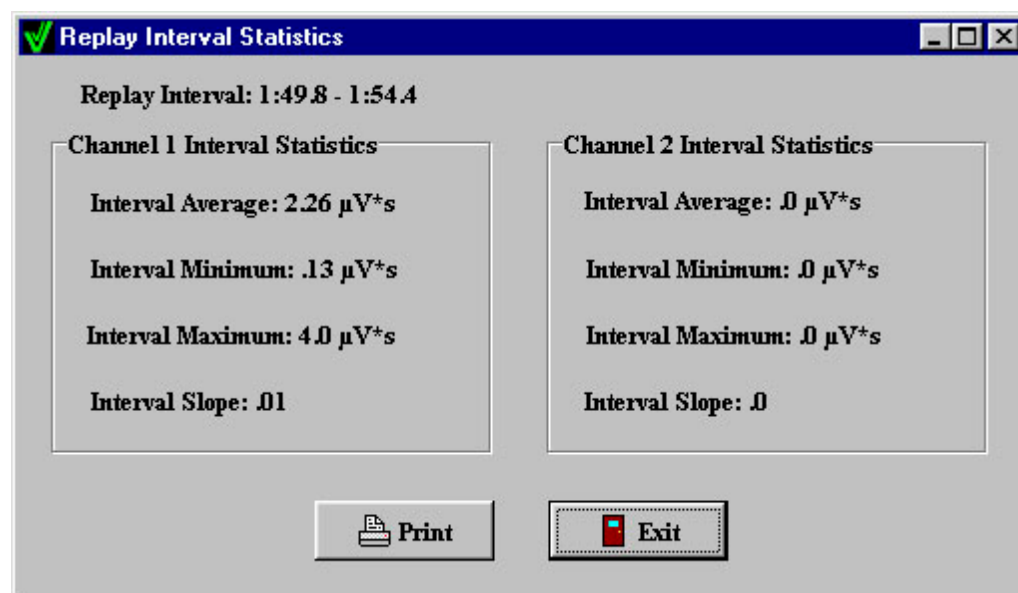 Replay Interval Statistics
Replay Interval: 1:49.8 - 1:54.4
Channel 1 Interval Statistics
Interval Average: 2.26 µV*s
Interval Minimum: .13 µV*s
Interval Maximum: 4.0 µV*s
Interval Slope: .01
Channel 2 Interval Statistics
Interval Average: .0 µV*s
Interval Minimum: .0 µV*s
Interval Maximum: .0 µV*s
Interval Slope: .0
Print
Exit